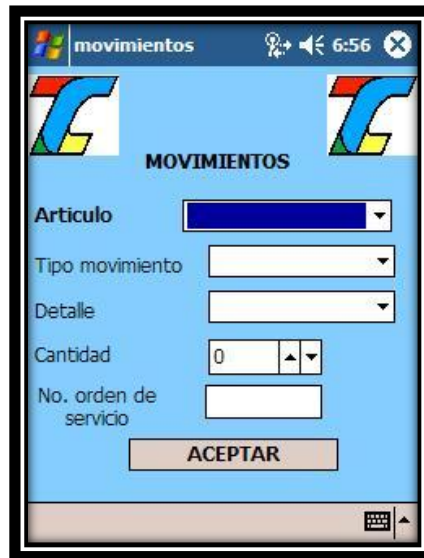 movimientos 6:56
MOVIMIENTOS
Articulo
Tipo movimiento
Detalle
Cantidad 0
No. orden de
servicio
ACEPTAR